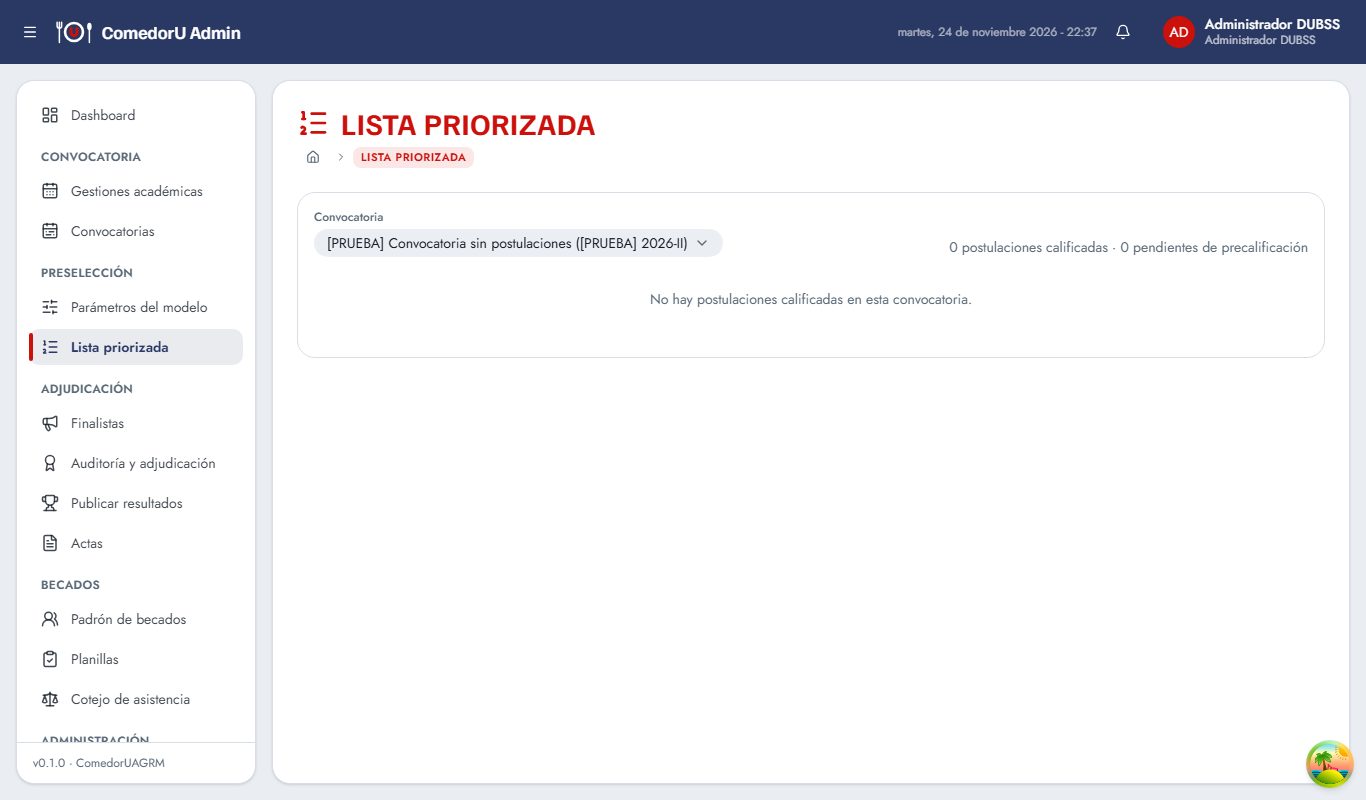 ComedorU Admin
martes, 24 de noviembre 2026 - 22:37
AD
Administrador DUBSS
Administrador DUBSS
Dashboard
CONVOCATORIA
Gestiones académicas
Convocatorias
PRESELECCIÓN
Parámetros del modelo
Lista priorizada
ADJUDICACIÓN
Finalistas
Auditoría y adjudicación
Publicar resultados
Actas
BECADOS
Padrón de becados
Planillas
Cotejo de asistencia
ADMINISTRACIÓN
v0.1.0 - ComedorUAGRM
LISTA PRIORIZADA
LISTA PRIORIZADA
Convocatoria
[PRUEBA] Convocatoria sin postulaciones ([PRUEBA] 2026-II)
0 postulaciones calificadas · 0 pendientes de precalificación
No hay postulaciones calificadas en esta convocatoria.